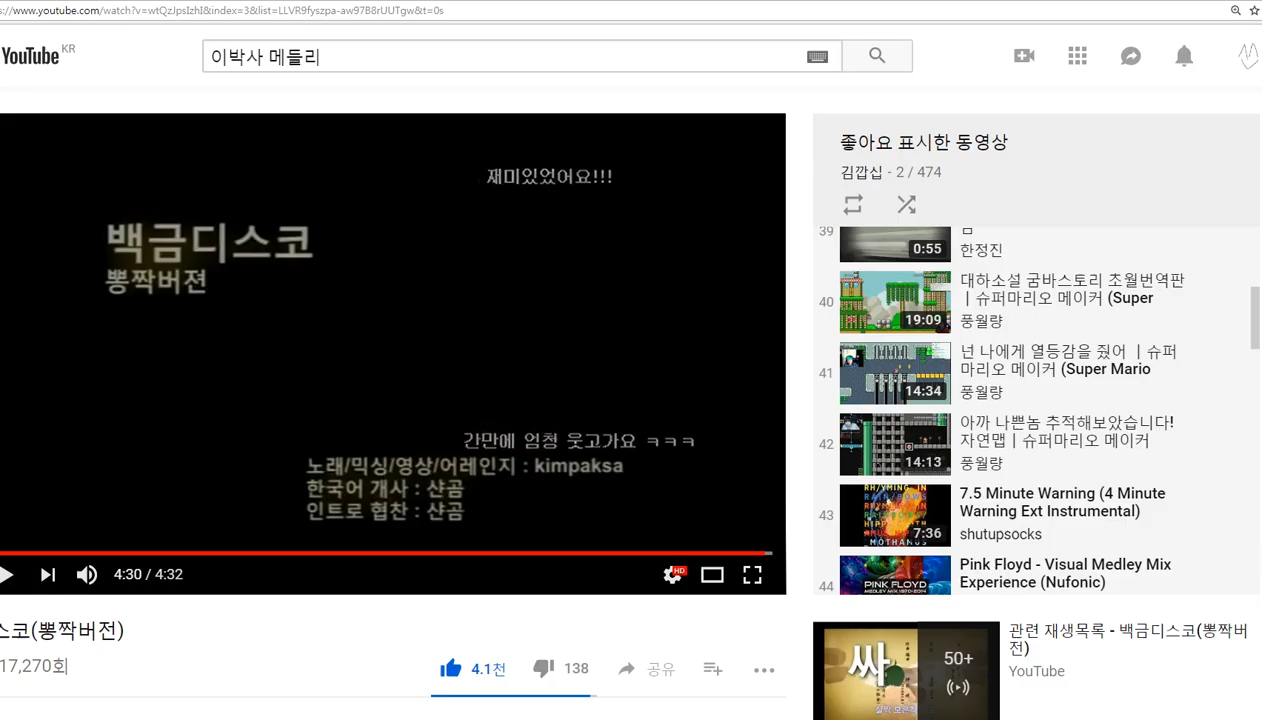 s://www.youtube.com/watch?v=wtQzJpsIzhI&index=3&list=LLVR9fyszpa-aw97B8rUUTgw&t=0s
YouTube KR
이박사 메들리
재미있었어요!!!
백금디스코
뽕짝버젼
간만에 엄청 웃고가요 ㅋㅋㅋ
노래/믹싱/영상/어레인지 : kimpaksa
한국어 개사 : 샨곰
인트로 협찬 : 샨곰
4:30 / 4:32
HD
스코(뽕짝버전)
17,270회
4.1천
138
공유
좋아요 표시한 동영상
김깝십 - 2 / 474
39
0:55
한정진
40
19:09
대하소설 굼바스토리 초월번역판
| 슈퍼마리오 메이커 (Super
풍월량
41
14:34
넌 나에게 열등감을 줬어 | 슈퍼
마리오 메이커 (Super Mario
풍월량
42
14:13
아까 나쁜놈 추적해보았습니다!
자연맵 | 슈퍼마리오 메이커
풍월량
43
7:36
7.5 Minute Warning (4 Minute
Warning Ext Instrumental)
shutupsocks
44
PINK FLOYD
Pink Floyd - Visual Medley Mix
Experience (Nufonic)
싸
50+
관련 재생목록 - 백금디스코(뽕짝버
전)
YouTube